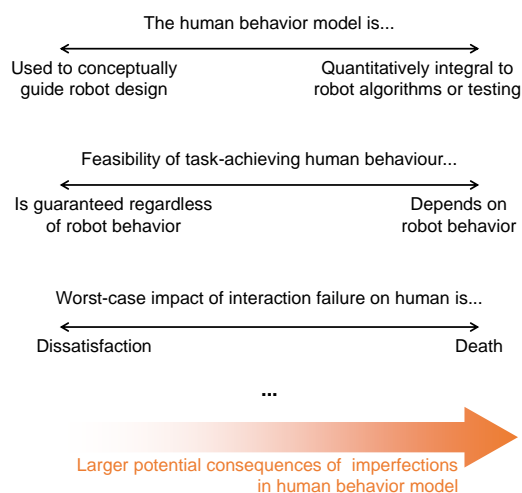 The human behavior model is...
Used to conceptually
guide robot design
Quantitatively integral to
robot algorithms or testing
Feasibility of task-achieving human behaviour...
Is guaranteed regardless
of robot behavior
Depends on
robot behavior
Worst-case impact of interaction failure on human is...
Dissatisfaction
Death
...
Larger potential consequences of imperfections
in human behavior model